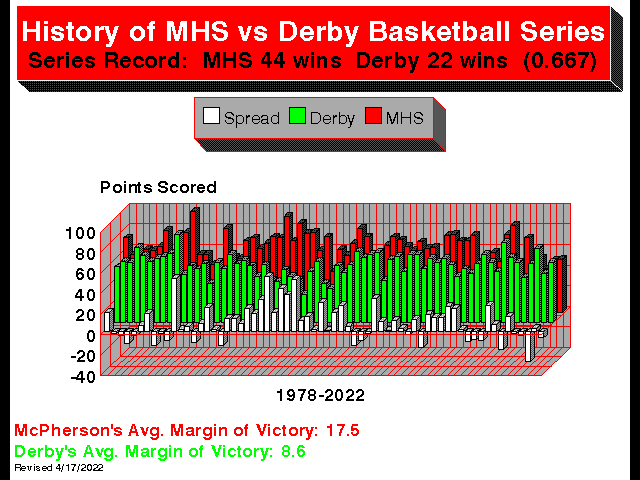 History of MHS vs Derby Basketball Series
Series Record:  MHS 44 wins  Derby 22 wins  (0.667)
Spread Derby MHS
Points Scored
100
80
60
40
20
0
-20
-40
1978-2022
McPherson's Avg. Margin of Victory: 17.5
Derby's Avg. Margin of Victory: 8.6
Revised 4/17/2022